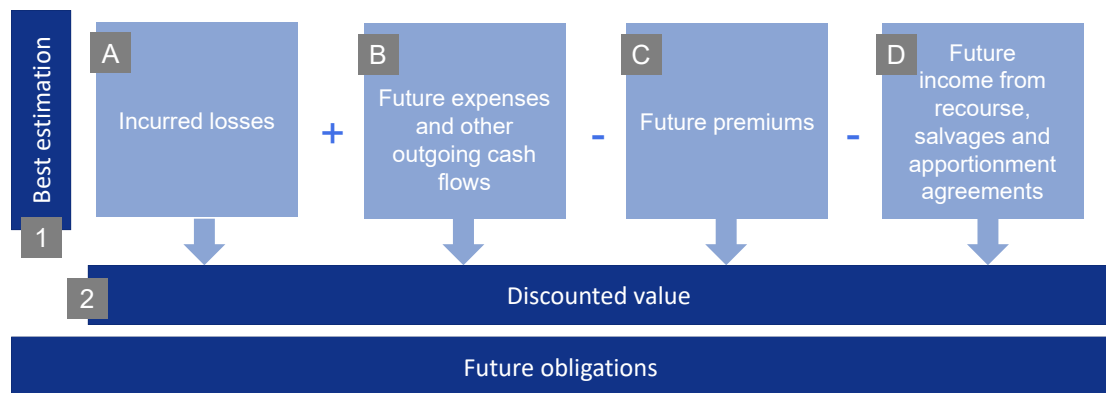 Best estimation
1
A
Incurred losses
+
B
Future expenses
and other
outgoing cash
flows
-
C
Future premiums
-
D
Future
income from
recourse,
salvages and
apportionment
agreements
2
Discounted value
Future obligations